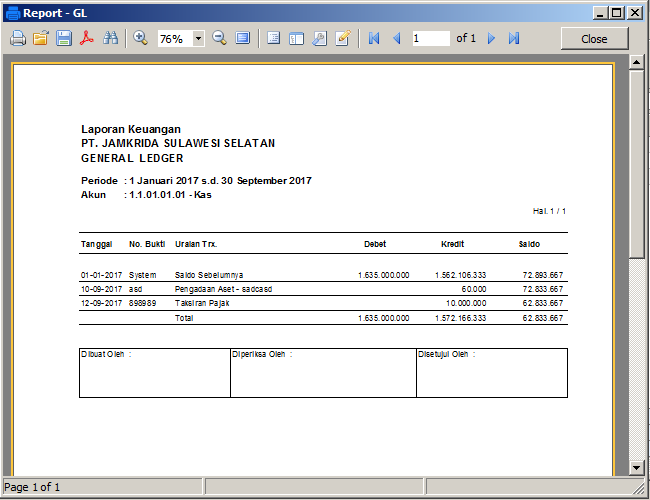 Report - GL
76%
1
of 1
Close
Laporan Keuangan
PT. JAMKRIDA SULAWESI SELATAN
GENERAL LEDGER
Periode : 1 Januari 2017 s.d. 30 September 2017
Akun : 1.1.01.01.01 - Kas
Hal. 1 / 1
Tanggal No. Bukti Uraian Trx. Debet Kredit Saldo
01-01-2017 System Saldo Sebelumnya 1.635.000.000 1.562.106.333 72.893.667
10-09-2017 asd Pengadaan Aset - sadcasd 60.000 72.833.667
12-09-2017 898989 Taksiran Pajak 10.000.000 62.833.667
Total 1.635.000.000 1.572.166.333 62.833.667
Dibuat Oleh : Diperiksa Oleh : Disetujui Oleh :
Page 1 of 1